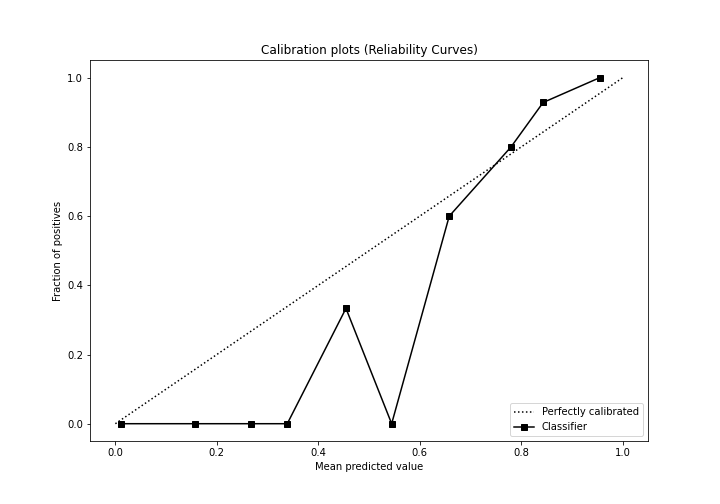 Calibration plots (Reliability Curves)
Fraction of positives
1.0
0.8
0.6
0.4
0.2
0.0
0.0 0.2 0.4 0.6 0.8 1.0
Mean predicted value
Perfectly calibrated
Classifier